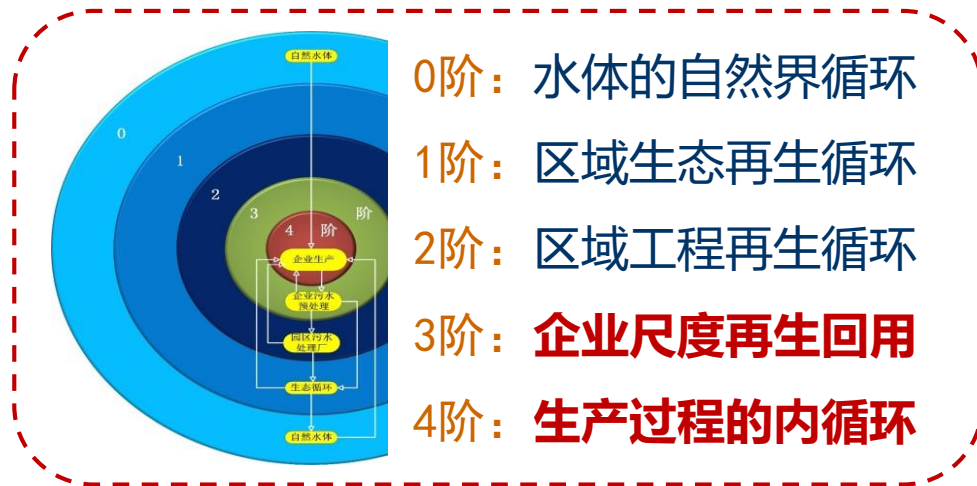 自然水体
0
1
2
3
阶
4
阶
企业生产
企业污水
预处理
园区污水
处理厂
生态循环
自然水体
0阶：水体的自然界循环
1阶：区域生态再生循环
2阶：区域工程再生循环
3阶：企业尺度再生回用
4阶：生产过程的内循环